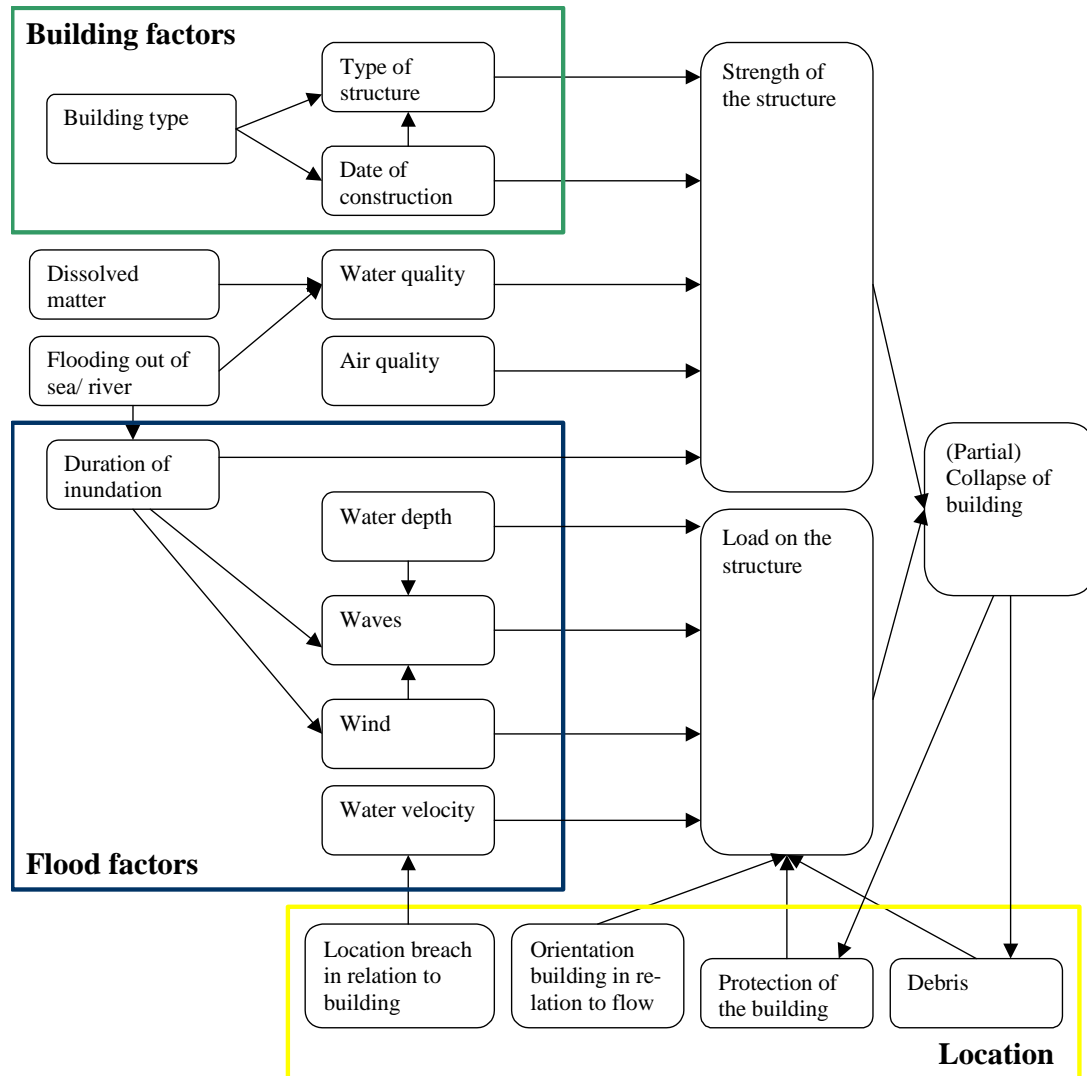 Building factors
Type of
structure
Strength of
the structure
Building type
Date of
construction
Dissolved
matter
Water quality
Flooding out of
sea/ river
Air quality
Duration of
inundation
(Partial)
Collapse of
building
Water depth
Load on the
structure
Waves
Wind
Water velocity
Flood factors
Location breach
in relation to
building
Orientation
building in re-
lation to flow
Protection of
the building
Debris
Location